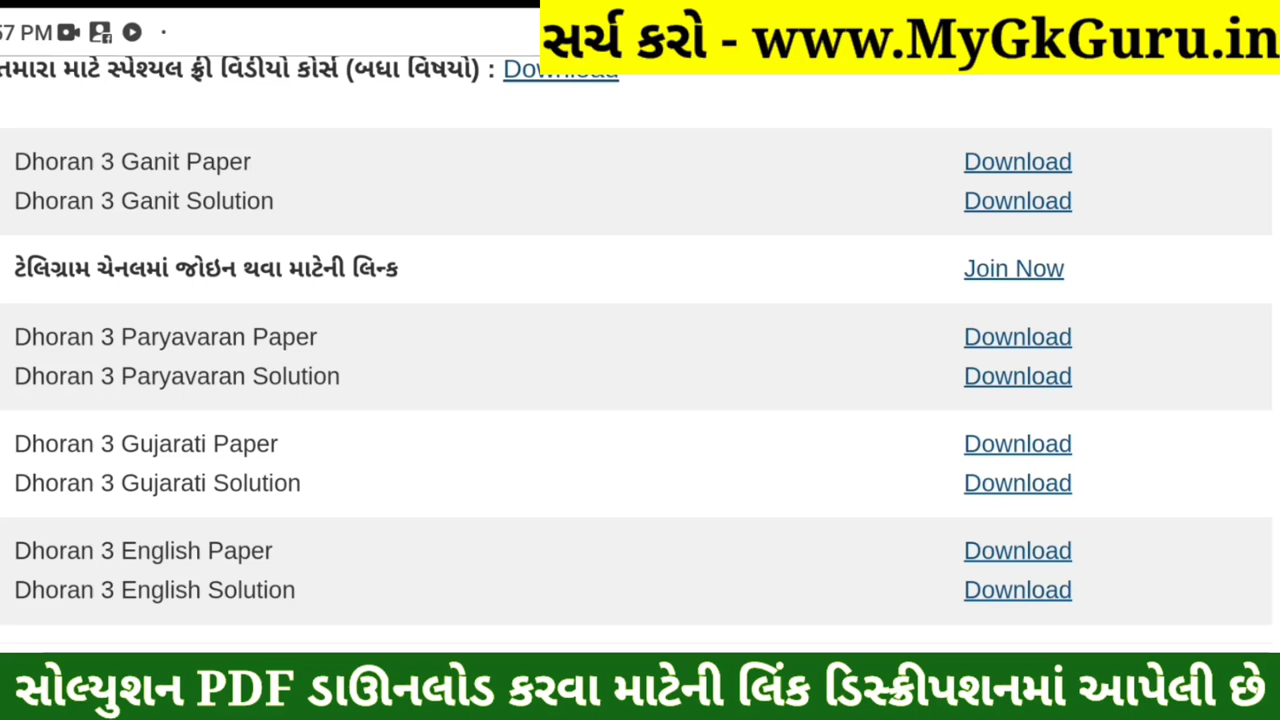 57 PM
સર્ચ કરો - www.MyGkGuru.in
તમારા માટે સ્પેશ્યલ ફ્રી વિડીયો કોર્સ (બધા વિષયો) : Download
Dhoran 3 Ganit Paper Download
Dhoran 3 Ganit Solution Download
ટેલિગ્રામ ચેનલમાં જોઇન થવા માટેની લિન્ક Join Now
Dhoran 3 Paryavaran Paper Download
Dhoran 3 Paryavaran Solution Download
Dhoran 3 Gujarati Paper Download
Dhoran 3 Gujarati Solution Download
Dhoran 3 English Paper Download
Dhoran 3 English Solution Download
સોલ્યુશન PDF ડાઊનલોડ કરવા માટેની લિંક ડિસ્ક્રીપશનમાં આપેલી છે